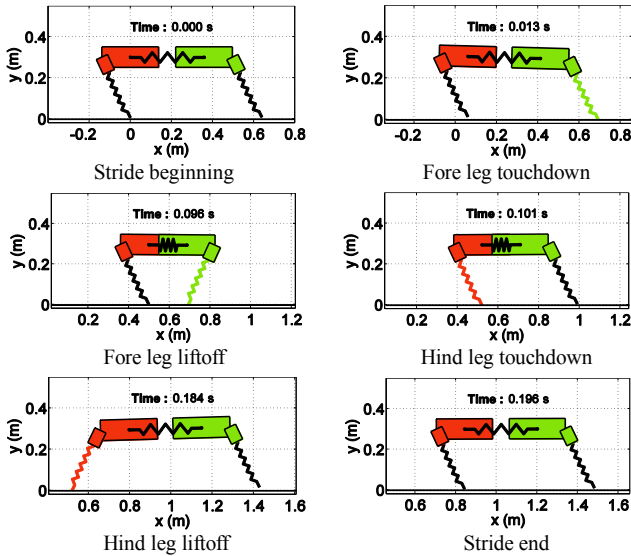 Time : 0.000 s
y (m)
0.4
0.2
0
-0.2 0 0.2 0.4 0.6 0.8
x (m)
Stride beginning
Time : 0.013 s
y (m)
0.4
0.2
0
-0.2 0 0.2 0.4 0.6 0.8
x (m)
Fore leg touchdown
Time : 0.096 s
y (m)
0.4
0.2
0
0.2 0.4 0.6 0.8 1 1.2
x (m)
Fore leg liftoff
Time : 0.101 s
y (m)
0.4
0.2
0
0.2 0.4 0.6 0.8 1 1.2
x (m)
Hind leg touchdown
Time : 0.184 s
y (m)
0.4
0.2
0
0.6 0.8 1 1.2 1.4 1.6
x (m)
Hind leg liftoff
Time : 0.196 s
y (m)
0.4
0.2
0
0.6 0.8 1 1.2 1.4 1.6
x (m)
Stride end